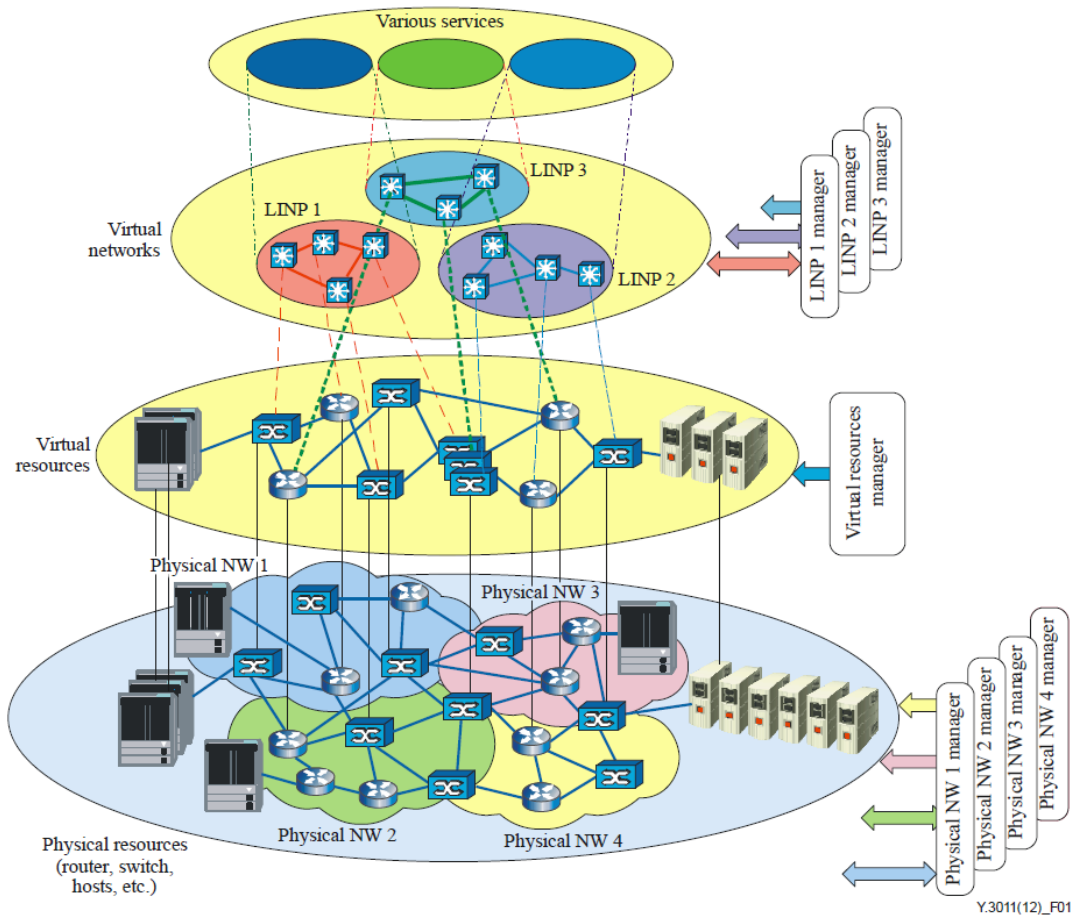 Various services
LINP 3
LINP 1
Virtual
networks
LINP 2
LINP 1 manager
LINP 2 manager
LINP 3 manager
Virtual
resources
Virtual resources
manager
Physical NW 1
Physical NW 3
Physical NW 2
Physical NW 4
Physical resources
(router, switch,
hosts, etc.)
Physical NW 1 manager
Physical NW 2 manager
Physical NW 3 manager
Physical NW 4 manager
Y.3011(12)_F01